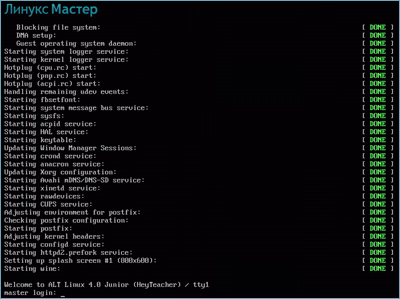 Линукс Мастер
Blocking file system: [ DONE ]
DMA setup: [ DONE ]
Guest operating system daemon: [ DONE ]
Starting system logger service: [ DONE ]
Starting kernel logger service: [ DONE ]
Hotplug (cpu.rc) start: [ DONE ]
Hotplug (pnp.rc) start: [ DONE ]
Hotplug (acpi.rc) start: [ DONE ]
Handling remaining udev events: [ DONE ]
Starting fbsetfont: [ DONE ]
Starting system message bus service: [ DONE ]
Starting sysfs: [ DONE ]
Starting acpid service: [ DONE ]
Starting HAL service: [ DONE ]
Starting keytable: [ DONE ]
Updating Window Manager Sessions: [ DONE ]
Starting crond service: [ DONE ]
Starting anacron service: [ DONE ]
Updating Xorg configuration: [ DONE ]
Starting Avahi mDNS/DNS-SD service: [ DONE ]
Starting xinetd service: [ DONE ]
Starting rawdevices: [ DONE ]
Starting CUPS service: [ DONE ]
Adjusting environment for postfix: [ DONE ]
Checking postfix configuration: [ DONE ]
Starting postfix: [ DONE ]
Adjusting kernel headers: [ DONE ]
Starting configd service: [ DONE ]
Starting httpd2.prefork service: [ DONE ]
Setting up splash screen #1 (800x600): [ DONE ]
Starting wine: [ DONE ]
Welcome to ALT Linux 4.0 Junior (HeyTeacher) / tty1
master login: _